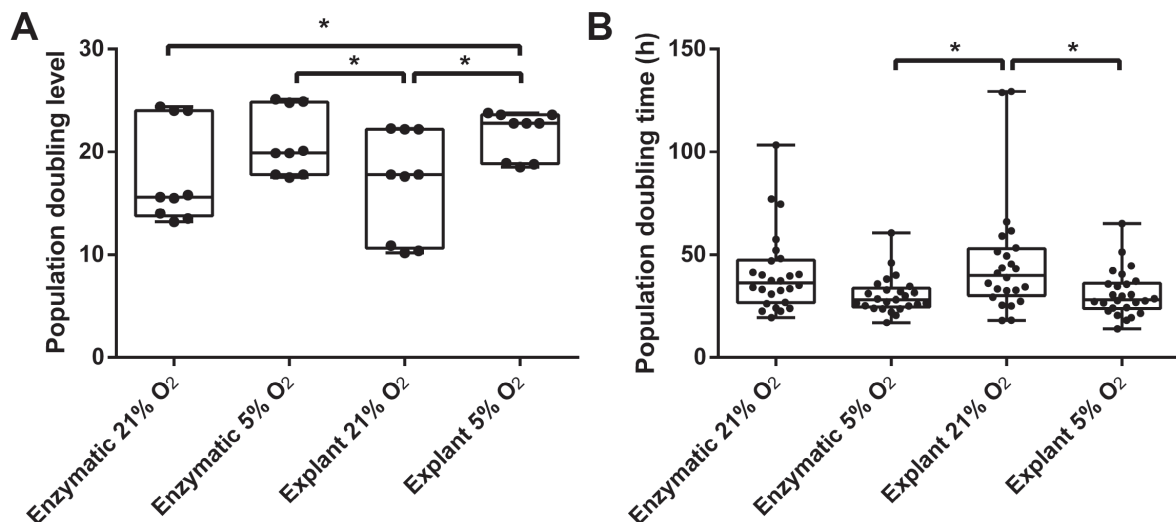 A
Population doubling level
30
20
10
0
*
*
*
Enzymatic 21% O2
Enzymatic 5% O2
Explant 21% O2
Explant 5% O2
B
Population doubling time (h)
150
100
50
0
*
*
Enzymatic 21% O2
Enzymatic 5% O2
Explant 21% O2
Explant 5% O2